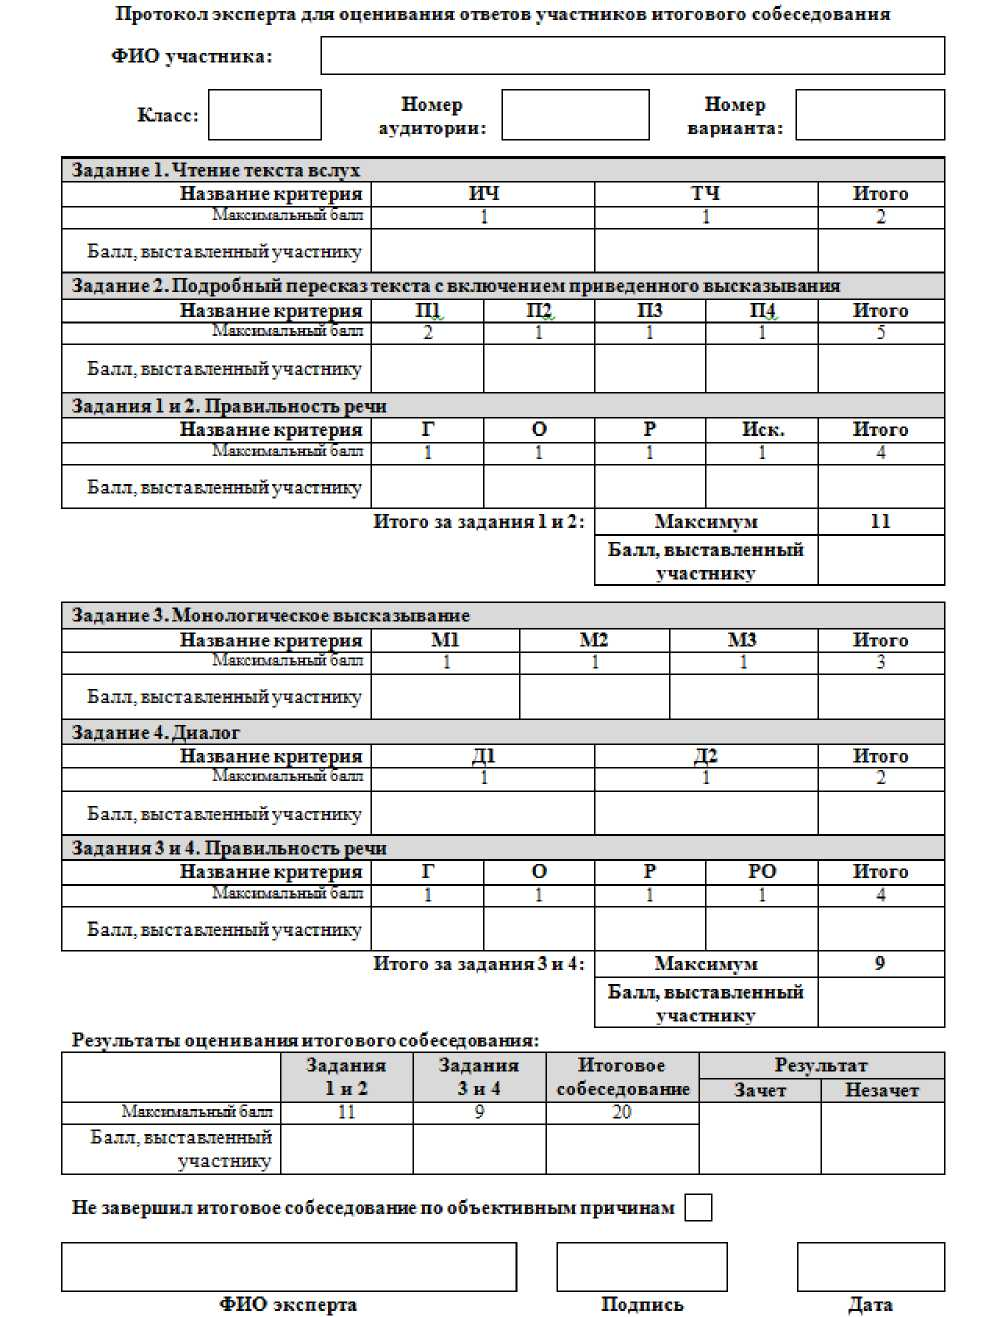 Протокол эксперта для оценивания ответов участников итогового собеседования
ФИО участника:
Класс:
Номер аудитории:
Номер варианта:
Задание 1. Чтение текста вслух
Название критерия ИЧ ТЧ Итого
Максимальный балл 1 1 2
Балл, выставленный участнику
Задание 2. Подробный пересказ текста с включением приведенного высказывания
Название критерия П1 П2 П3 П4 Итого
Максимальный балл 2 1 1 1 5
Балл, выставленный участнику
Задания 1 и 2. Правильность речи
Название критерия Г О Р Иск. Итого
Максимальный балл 1 1 1 1 4
Балл, выставленный участнику
Итого за задания 1 и 2: Максимум 11
Балл, выставленный
участнику
Задание 3. Монологическое высказывание
Название критерия М1 М2 М3 Итого
Максимальный балл 1 1 1 3
Балл, выставленный участнику
Задание 4. Диалог
Название критерия Д1 Д2 Итого
Максимальный балл 1 1 2
Балл, выставленный участнику
Задания 3 и 4. Правильность речи
Название критерия Г О Р РО Итого
Максимальный балл 1 1 1 1 4
Балл, выставленный участнику
Итого за задания 3 и 4: Максимум 9
Балл, выставленный
участнику
Результаты оценивания итогового собеседования:
Задания 1 и 2
Задания 3 и 4
Итоговое собеседование
Результат
Зачет Незачет
Максимальный балл 11 9 20
Балл, выставленный
участнику
Не завершил итоговое собеседование по объективным причинам
ФИО эксперта Подпись Дата